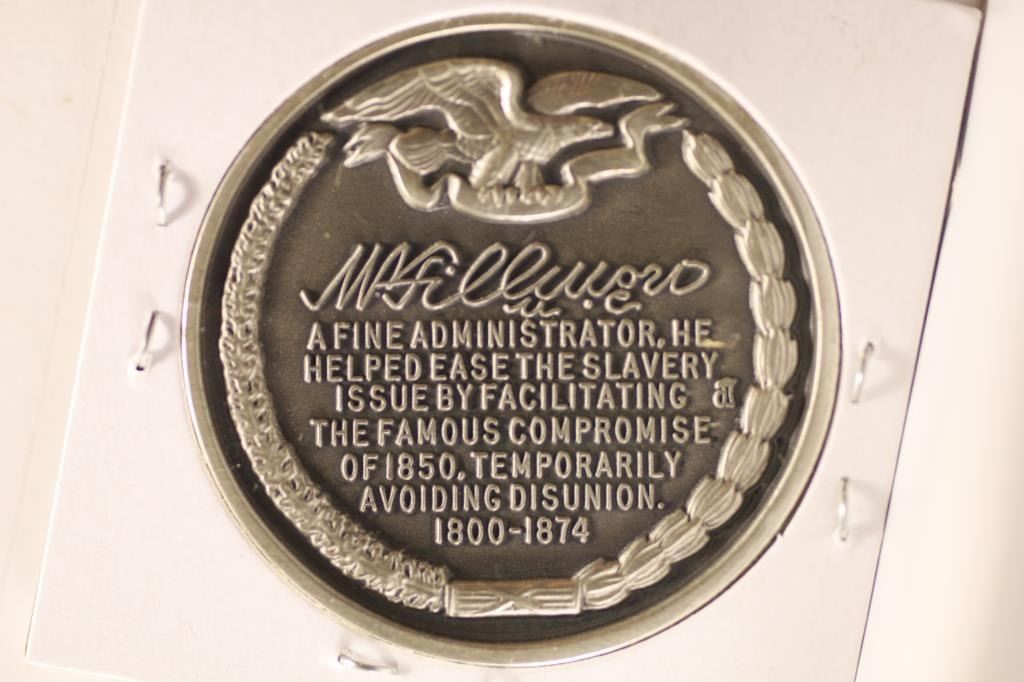 M. Fillmore
A FINE ADMINISTRATOR, HE
HELPED EASE THE SLAVERY
ISSUE BY FACILITATING
THE FAMOUS COMPROMISE
OF 1850, TEMPORARILY
AVOIDING DISUNION.
1800-1874